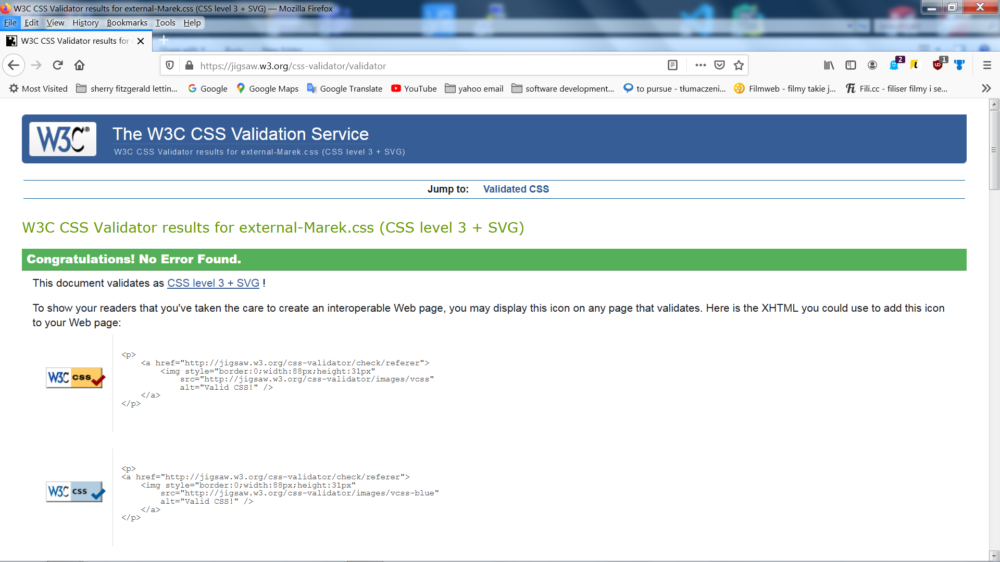 W3C CSS Validator results for external-Marek.css (CSS level 3 + SVG) — Mozilla Firefox
File Edit View History Bookmarks Tools Help
W3C CSS Validator results for
https://jigsaw.w3.org/css-validator/validator
2
1
Most Visited sherry fitzgerald lettin... Google Google Maps Google Translate YouTube yahoo email software development... to pursue - tłumaczeni... Filmweb - filmy takie j... Fili.cc - filiser filmy i se...
W3C® The W3C CSS Validation Service
W3C CSS Validator results for external-Marek.css (CSS level 3 + SVG)
Jump to: Validated CSS
W3C CSS Validator results for external-Marek.css (CSS level 3 + SVG)
Congratulations! No Error Found.
This document validates as CSS level 3 + SVG !
To show your readers that you've taken the care to create an interoperable Web page, you may display this icon on any page that validates. Here is the XHTML you could use to add this icon
to your Web page:
<p>
<a href="http://jigsaw.w3.org/css-validator/check/referer">
<img style="border:0;width:88px;height:31px"
src="http://jigsaw.w3.org/css-validator/images/vcss"
alt="Valid CSS!" />
</a>
</p>
W3C css
<p>
<a href="http://jigsaw.w3.org/css-validator/check/referer">
<img style="border:0;width:88px;height:31px"
src="http://jigsaw.w3.org/css-validator/images/vcss-blue"
alt="Valid CSS!" />
</a>
</p>
W3C css